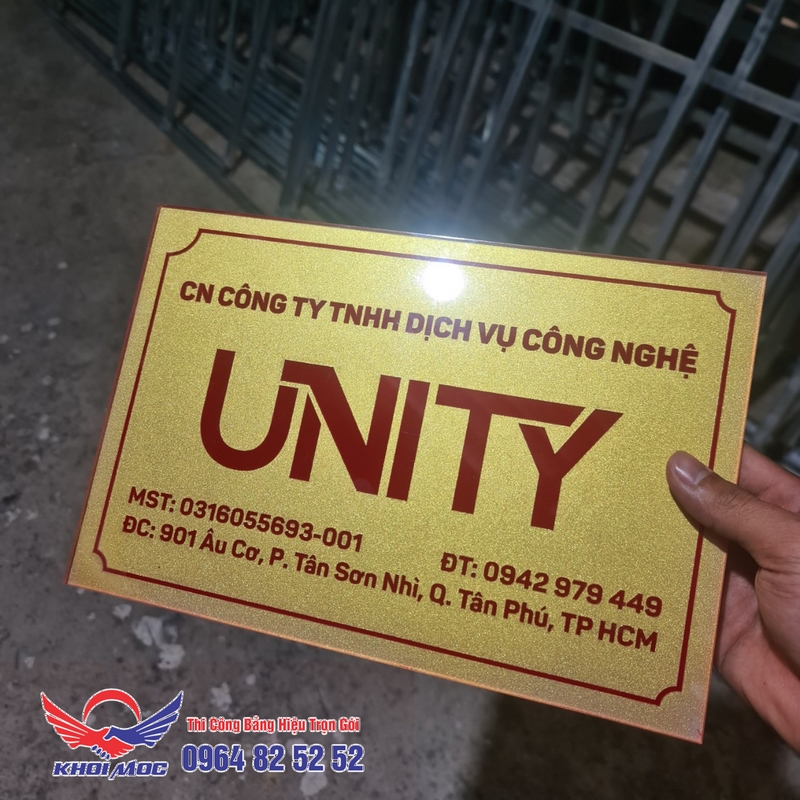 CN CÔNG TY TNHH DỊCH VỤ CÔNG NGHỆ
UNITY
MST: 0316055693-001
ĐT: 0942 979 449
ĐC: 901 Âu Cơ, P. Tân Sơn Nhì, Q. Tân Phú, TP HCM
Thi Công Bảng Hiệu Trọn Gói
KHOI MOC
0964 82 52 52